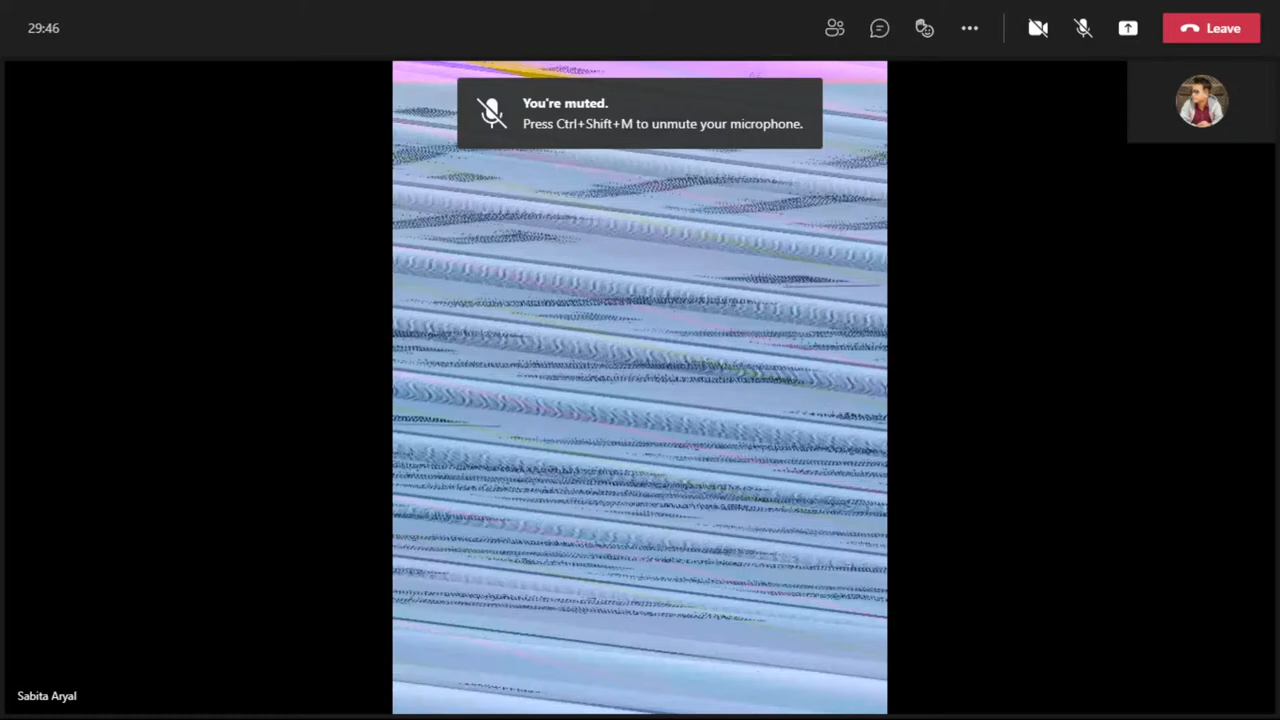 29:46
Leave
You're muted.
Press Ctrl+Shift+M to unmute your microphone.
Sabita Aryal